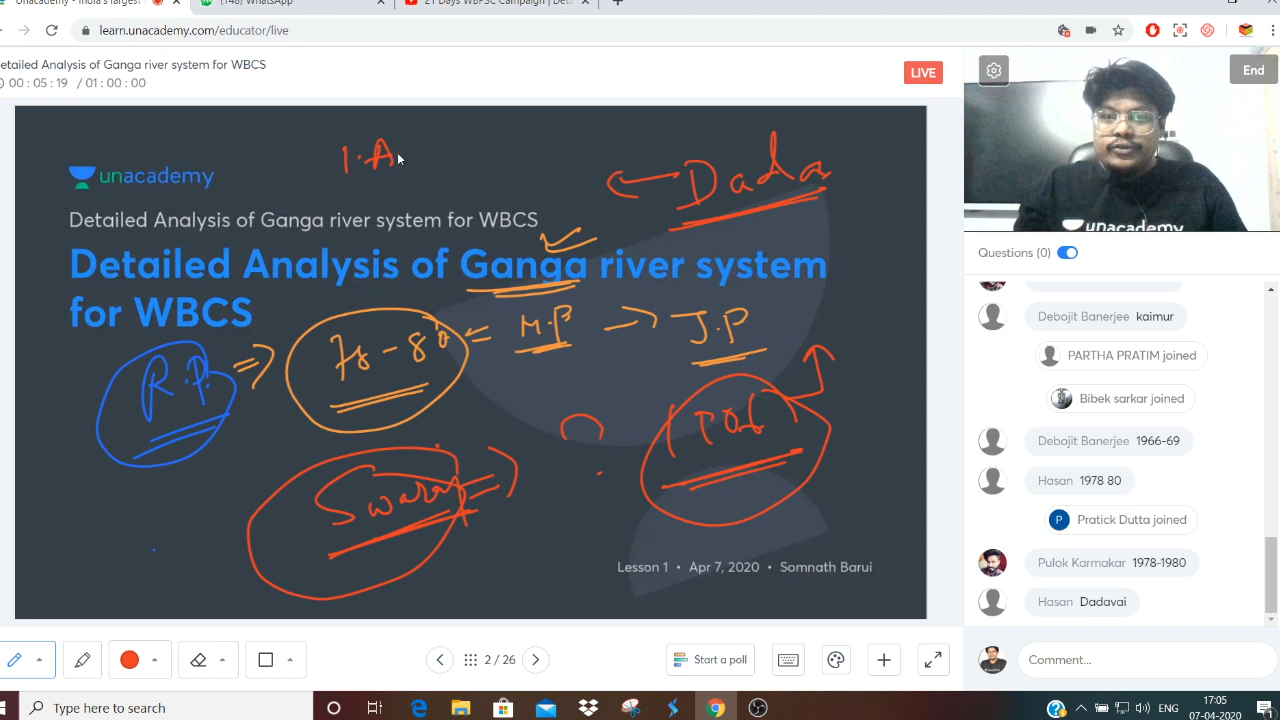 Unacademy - India's largest
(148) WhatsApp
21 Days WBPSC Campaign | Deta
learn.unacademy.com/educator/live
etailed Analysis of Ganga river system for WBCS
00 : 05 : 19 / 01 : 00 : 00
LIVE
End
1. A
unacademy
Dada
Detailed Analysis of Ganga river system for WBCS
Detailed Analysis of Ganga river system
for WBCS
R.P. ⇒ 78-80 = M.P → J.P
Swaraj ⇒ ?
Lesson 1 • Apr 7, 2020 • Somnath Barui
unacademy
Questions (0)
Debojit Banerjee kaimur
PARTHA PRATIM joined
Bibek sarkar joined
Debojit Banerjee 1966-69
Hasan 1978 80
P Pratick Dutta joined
Pulok Karmakar 1978-1980
Hasan Dadavai
2 / 26
Start a poll
Comment...
Type here to search
ENG
17:05
07-04-2020
1